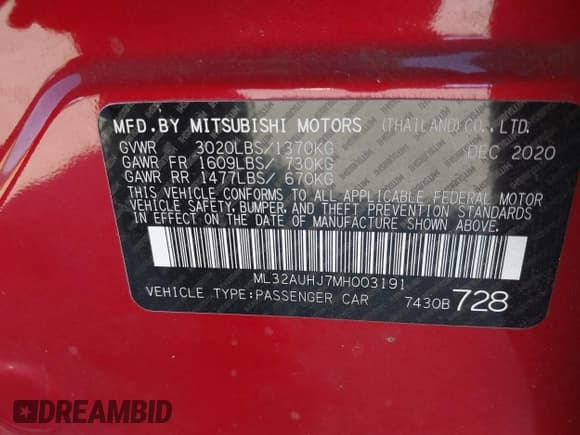 MFD.BY MITSUBISHI MOTORS (THAILAND)CO.,LTD.
GVWR 3020LBS/1370KG DEC 2020
GAWR FR 1609LBS/ 730KG
GAWR RR 1477LBS/ 670KG
THIS VEHICLE CONFORMS TO ALL APPLICABLE FEDERAL MOTOR
VEHICLE SAFETY,BUMPER,AND THEFT PREVENTION STANDARDS
IN EFFECT ON THE DATE OF MANUFACTURE SHOWN ABOVE.
ML32AUHJ7MH003191
VEHICLE TYPE:PASSENGER CAR 7430B 728
DREAMBID